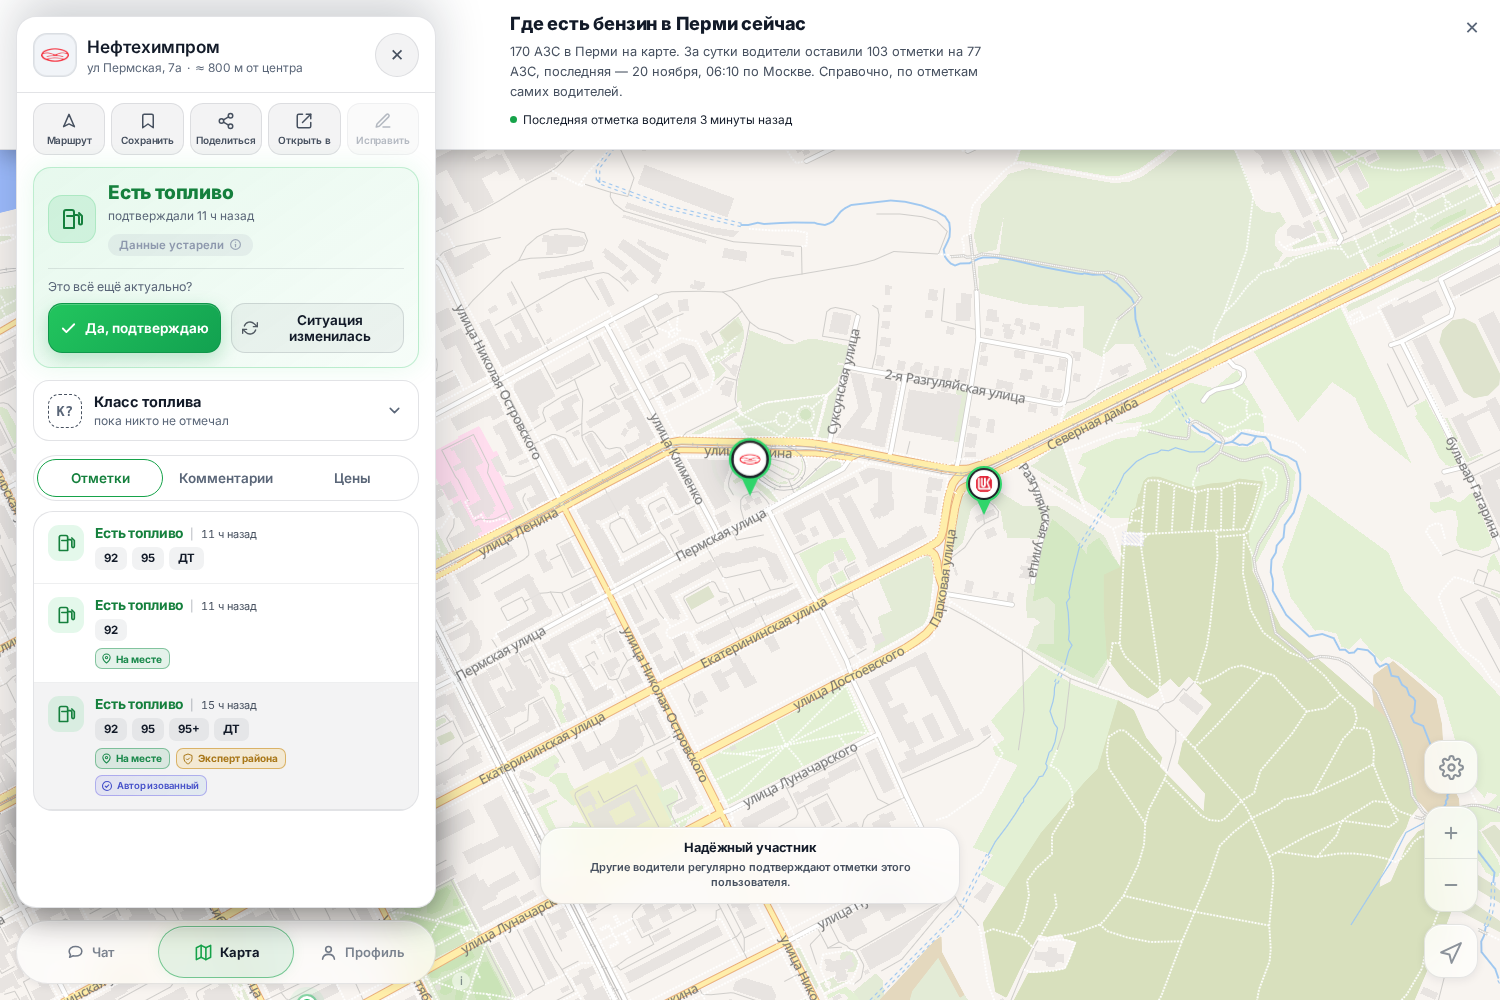 Нефтехимпром
ул Пермская, 7а · ≈ 800 м от центра
Маршрут
Сохранить
Поделиться
Открыть в
Исправить
Есть топливо
подтверждали 11 ч назад
Данные устарели
Это всё ещё актуально?
Да, подтверждаю
Ситуация
изменилась
K?
Класс топлива
пока никто не отмечал
Отметки
Комментарии
Цены
Есть топливо | 11 ч назад
92 95 ДТ
Есть топливо | 11 ч назад
92
На месте
Есть топливо | 15 ч назад
92 95 95+ ДТ
На месте
Эксперт района
Авторизованный
Чат
Карта
Профиль
Где есть бензин в Перми сейчас
170 АЗС в Перми на карте. За сутки водители оставили 103 отметки на 77
АЗС, последняя — 20 ноября, 06:10 по Москве. Справочно, по отметкам
самих водителей.
Последняя отметка водителя 3 минуты назад
улица Николая Островского
улица Клименко
Суксунская улица
2-я Разгуляйская улица
Северная дамба
бульвар Гагарина
Разгуляйская улица
улица Ленина
Пермская улица
Парковая улица
Пермская улица
Екатерининская улица
улица Николая Островского
улица Достоевского
Екатерининская улица
улица Луначарского
Надёжный участник
Другие водители регулярно подтверждают отметки этого
пользователя.
+
−
i